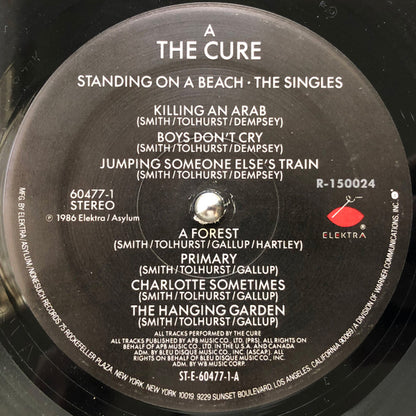 A
THE CURE
STANDING ON A BEACH · THE SINGLES
KILLING AN ARAB
(SMITH/TOLHURST/DEMPSEY)
BOYS DON'T CRY
(SMITH/TOLHURST/DEMPSEY)
JUMPING SOMEONE ELSE'S TRAIN
(SMITH/TOLHURST/DEMPSEY)
60477-1
STEREO
℗ 1986 Elektra/Asylum
R-150024
ELEKTRA®
A FOREST
(SMITH/TOLHURST/GALLUP/HARTLEY)
PRIMARY
(SMITH/TOLHURST/GALLUP)
CHARLOTTE SOMETIMES
(SMITH/TOLHURST/GALLUP)
THE HANGING GARDEN
(SMITH/TOLHURST/GALLUP)
ALL TRACKS PERFORMED BY THE CURE
ALL TRACKS PUBLISHED BY APB MUSIC CO., LTD. (PRS). ALL RIGHTS ON
BEHALF OF APB MUSIC CO., LTD. IN THE U.S. AND CANADA
ADM. BY BLEU DISQUE MUSIC CO., INC. (ASCAP). ALL RIGHTS
ON BEHALF OF BLEU DISQUE MUSIC CO., INC.
ADM. BY WB MUSIC CORP.
ST-E-60477-1-A
MFG. BY ELEKTRA/ASYLUM/NONESUCH RECORDS, 75 ROCKEFELLER PLAZA, NEW YORK, NEW YORK 10019. 9229 SUNSET BOULEVARD, LOS ANGELES, CALIFORNIA 90069/A DIVISION OF WARNER COMMUNICATIONS, INC.